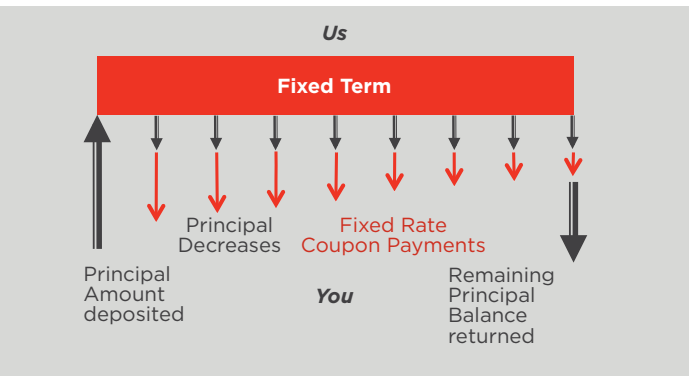 Us
Fixed Term
Principal
Decreases
Fixed Rate
Coupon Payments
Principal
Amount
deposited
You
Remaining
Principal
Balance
returned